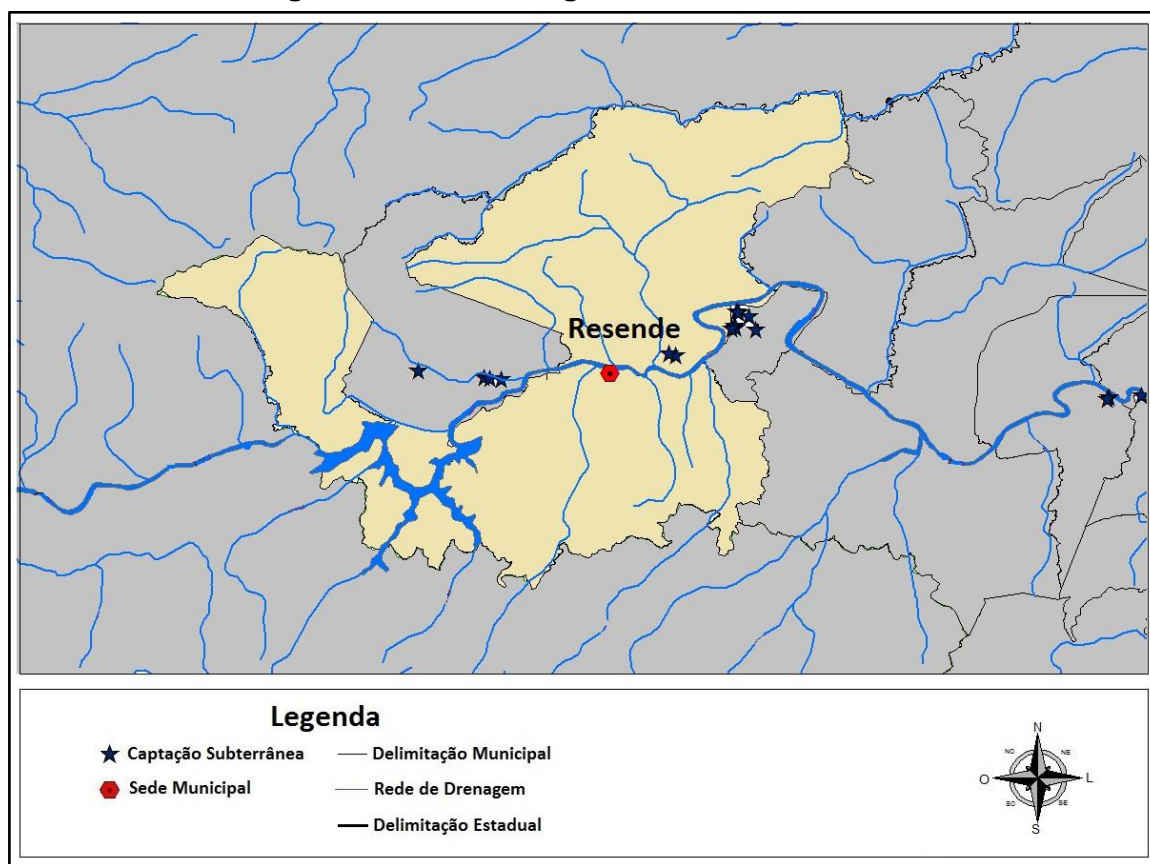 Resende
Legenda
Captação Subterrânea
Delimitação Municipal
Sede Municipal
Rede de Drenagem
Delimitação Estadual
N
NO
NE
O
L
SO
SE
S